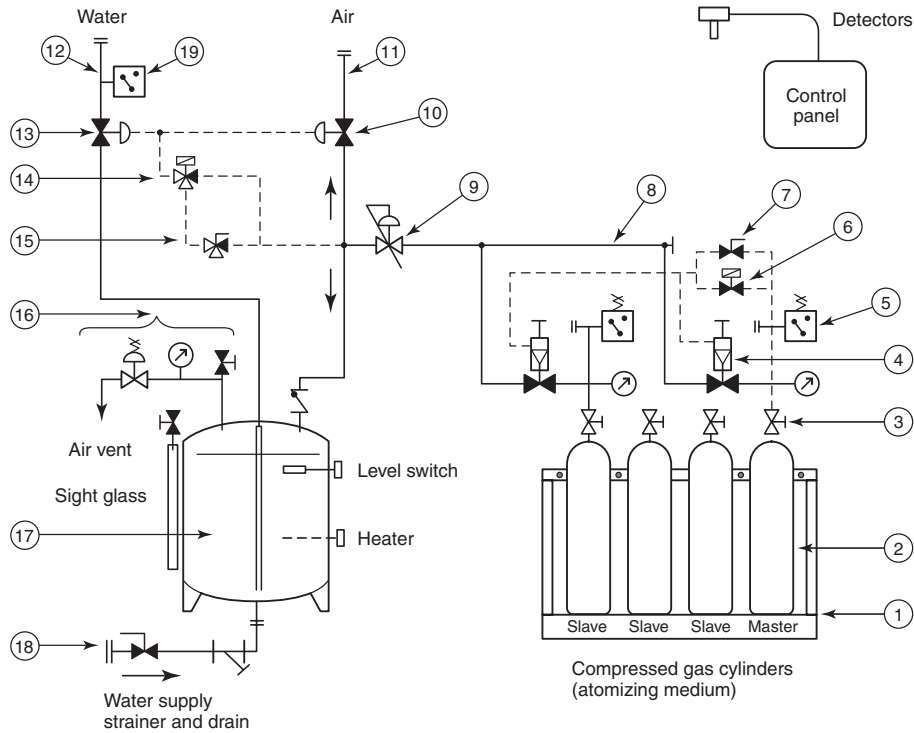 Water
Air
Detectors
Control
panel
12
19
11
13
10
14
15
9
8
7
6
16
5
4
Air vent
3
Sight glass
Level switch
17
Heater
2
1
Slave
Slave
Slave
Master
18
Compressed gas cylinders
(atomizing medium)
Water supply
strainer and drain